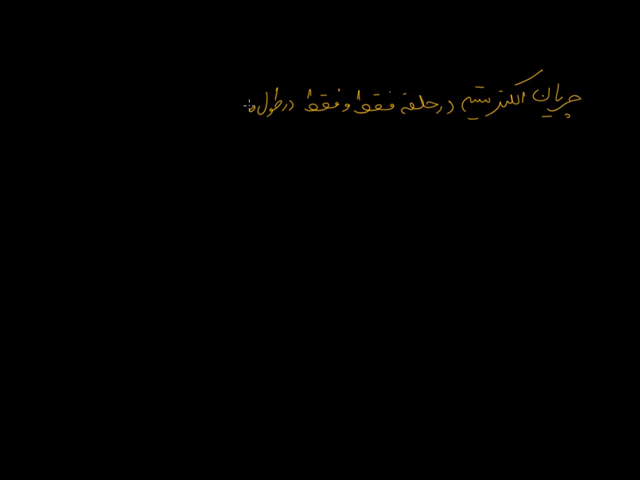 جریان الکتریسیته در حلقه فقط و فقط در طول